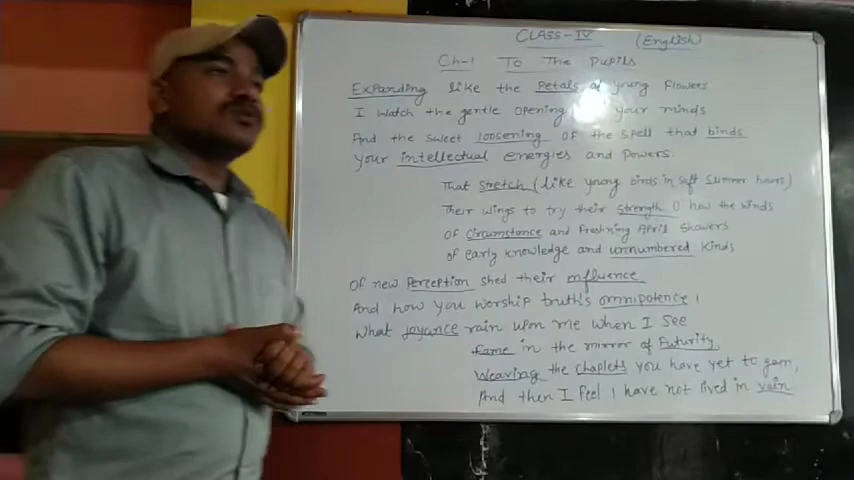 CLASS-IV (English)
Ch-1 To The Pupils
Expanding like the Petals of young Flowers
I watch the gentle opening your minds
And the sweet loosening of the spell that binds
your intellectual energies and powers.
That stretch (like young birds in soft summer hours)
Their wings to try their strength O how the winds
of circumstance and Freshning April showers
of early knowledge and unnumbered kinds
Of new Perception shed their influence
And how you worship truth's omnipotence!
What Joyance rain upon me when I see
Fame in the mirror of Futurity,
Weaving the chaplets you have yet to gain,
And then I Feel I have not lived in vain